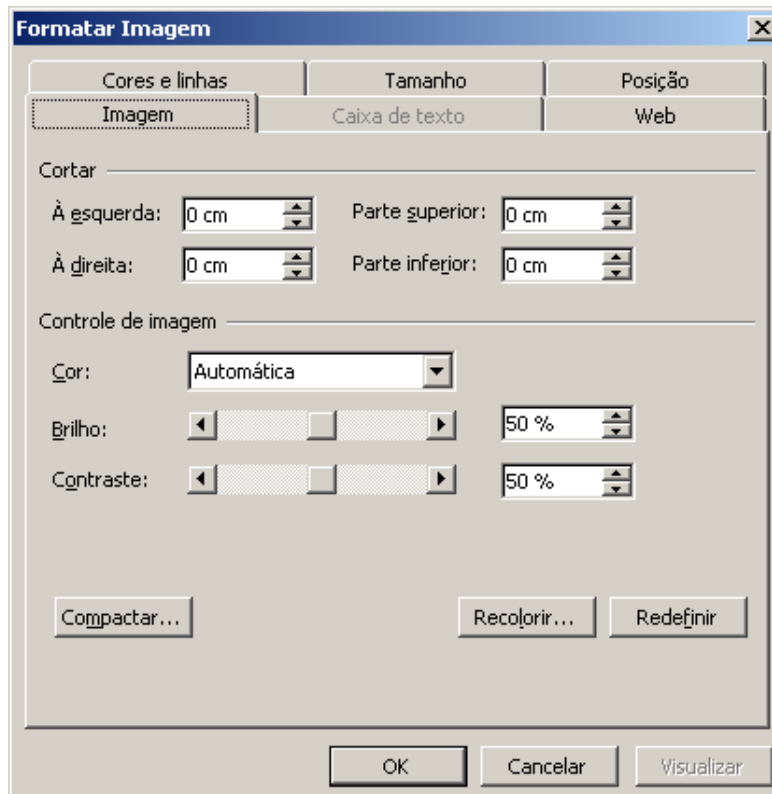 Formatar Imagem
Cores e linhas Tamanho Posição
Imagem Caixa de texto Web
Cortar
À esquerda: 0 cm Parte superior: 0 cm
À direita: 0 cm Parte inferior: 0 cm
Controle de imagem
Cor: Automática
Brilho: 50 %
Contraste: 50 %
Compactar... Recolorir... Redefinir
OK Cancelar Visualizar